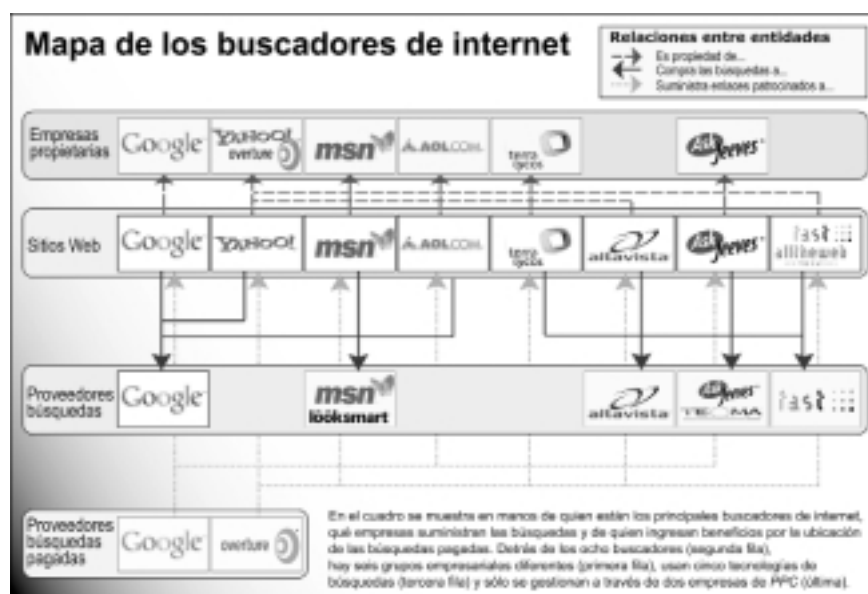 Mapa de los buscadores de internet
Relaciones entre entidades
Es propiedad de...
Compra las búsquedas a...
Suministra enlaces patrocinados a...
Empresas
propietarias
Google
YAHOO!
overture
msn
AOL.COM
terra
lycos
Ask
Jeeves
Sitios Web
Google
YAHOO!
msn
AOL.COM
terra
lycos
altavista
Ask
Jeeves
fast
alltheweb
Proveedores
búsquedas
Google
msn
lööksmart
altavista
Ask
Jeeves
TEOMA
fast
Proveedores
búsquedas
pagadas
Google
overture
En el cuadro se muestra en manos de quien están los principales buscadores de internet,
qué empresas suministran las búsquedas y de quien ingresan beneficios por la ubicación
de las búsquedas pagadas. Detrás de los ocho buscadores (segunda fila),
hay seis grupos empresariales diferentes (primera fila), usan cinco tecnologías de
búsquedas (tercera fila) y sólo se gestionan a través de dos empresas de PPC (última).